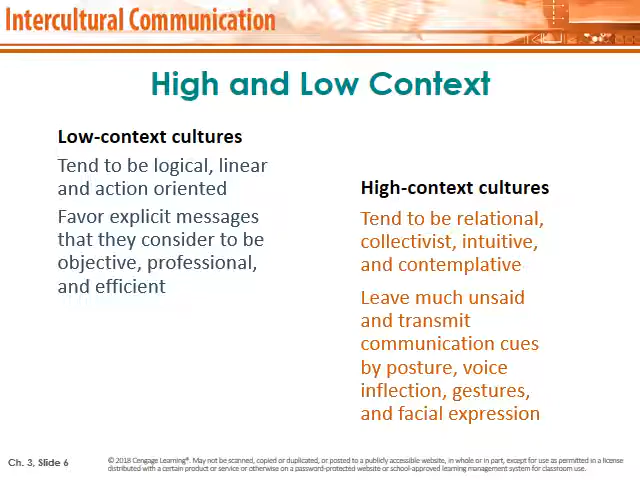 Intercultural Communication
High and Low Context
Low-context cultures
Tend to be logical, linear
and action oriented
Favor explicit messages
that they consider to be
objective, professional,
and efficient
High-context cultures
Tend to be relational,
collectivist, intuitive,
and contemplative
Leave much unsaid
and transmit
communication cues
by posture, voice
inflection, gestures,
and facial expression
Ch. 3, Slide 6
© 2018 Cengage Learning®. May not be scanned, copied or duplicated, or posted to a publicly accessible website, in whole or in part, except for use as permitted in a license
distributed with a certain product or service or otherwise on a password-protected website or school-approved learning management system for classroom use.